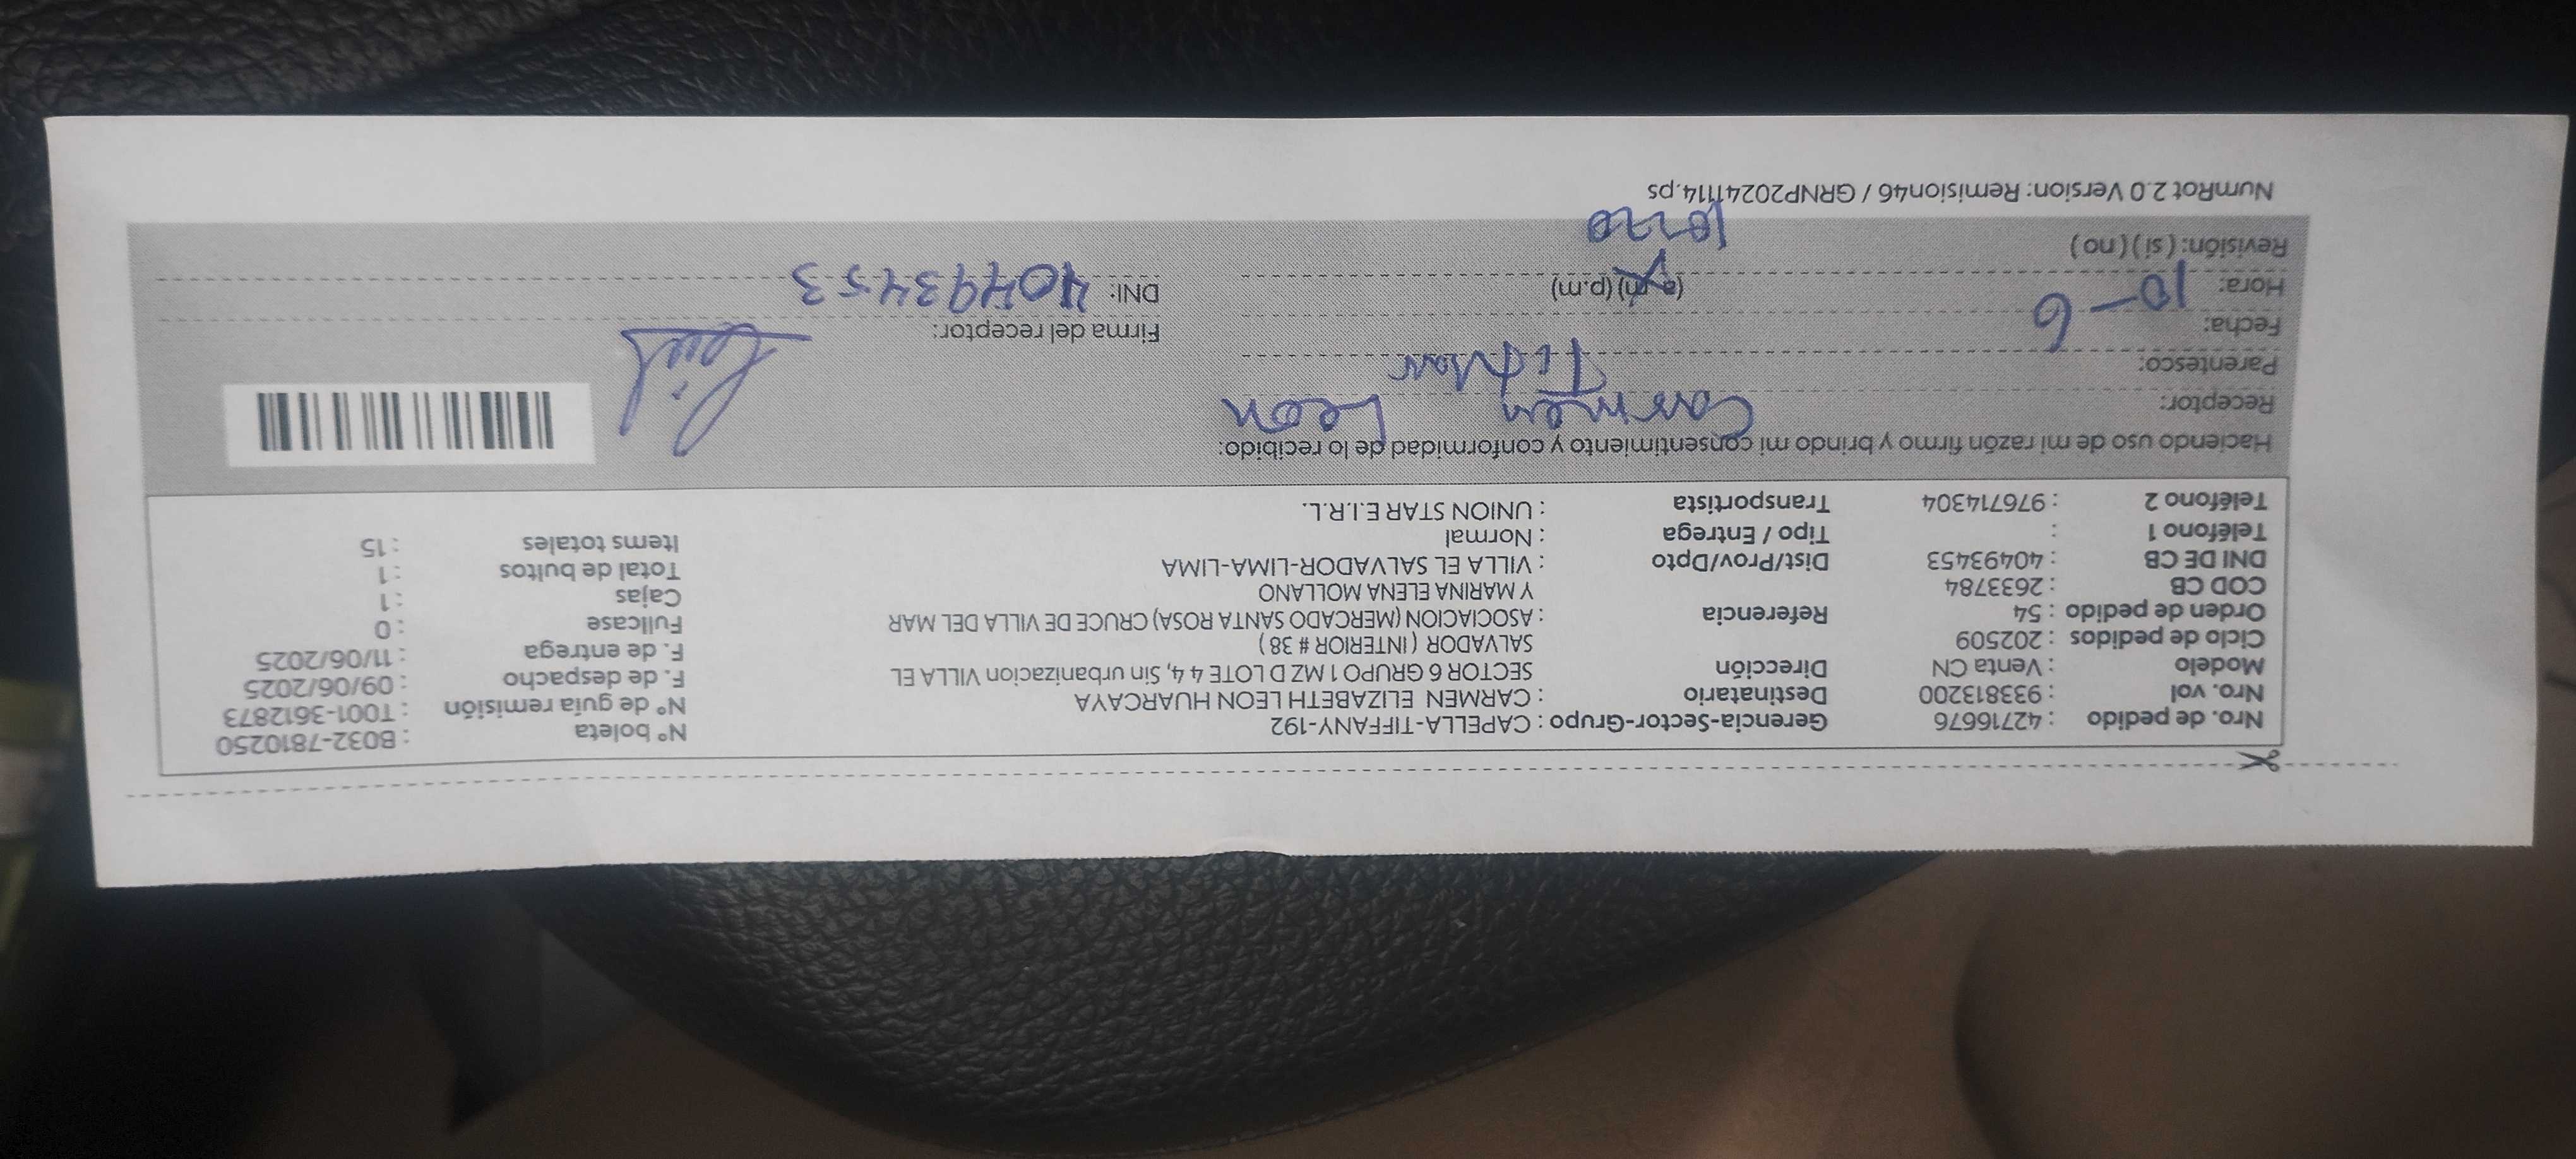 Nro. de pedido : 42716676 Gerencia-Sector-Grupo : CAPELLA-TIFFANY-192 N° boleta : B032-7810250
Nro. vol : 933813200 Destinatario : CARMEN ELIZABETH LEON HUARCAYA N° de guía remisión : T001-3612873
Modelo : Venta CN Dirección SECTOR 6 GRUPO 1 MZ D LOTE 4 4, Sin urbanizacion VILLA EL F. de despacho : 09/06/2025
Ciclo de pedidos : 202509 SALVADOR ( INTERIOR # 38 ) F. de entrega : 11/06/2025
Orden de pedido : 54 Referencia : ASOCIACION (MERCADO SANTA ROSA) CRUCE DE VILLA DEL MAR Fullcase : 0
COD CB : 2633784 Y MARINA ELENA MOLLANO Cajas : 1
DNI DE CB : 40493453 Dist/Prov/Dpto : VILLA EL SALVADOR-LIMA-LIMA Total de bultos : 1
Teléfono 1 : Tipo / Entrega : Normal Items totales : 15
Teléfono 2 : 976714304 Transportista : UNION STAR E.I.R.L.
Haciendo uso de mi razón firmo y brindo mi consentimiento y conformidad de lo recibido:
Receptor: Carmen Leon
Parentesco: Titular
Fecha: 10-6 Firma del receptor:
Hora: (a.m) (p.m) DNI: 40493453
Revisión: ( si ) ( no ) 10:20
NumRot 2.0 Version: Remision46 / GRNP20241114.ps